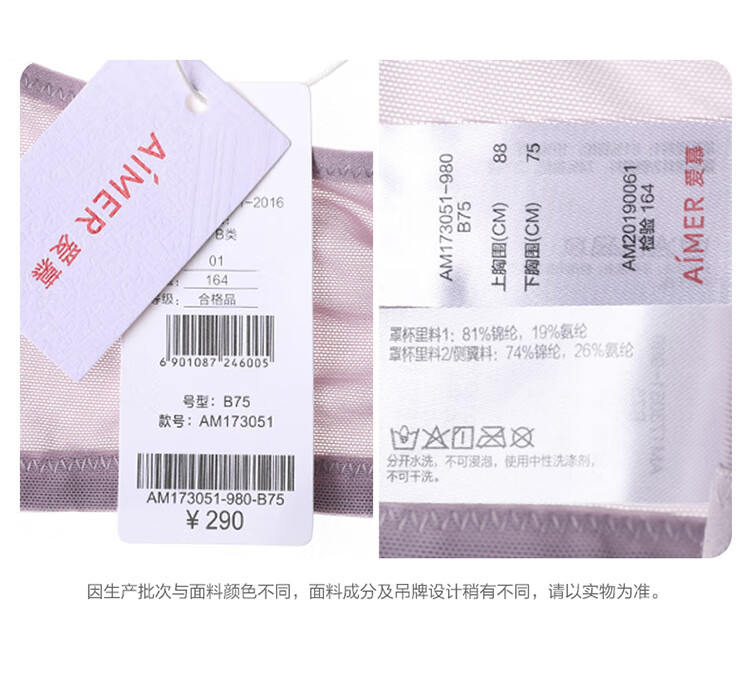 AiMER 爱慕
-2016
B类
01
164
等级: 合格品
6 901087 246005
号型: B75
款号: AM173051
AM173051-980-B75
¥ 290
AM173051-980
B75
上胸围(CM) 88
下胸围(CM) 75
AM20190061
检验 164
AiMER 爱慕
罩杯里料1: 81%锦纶, 19%氨纶
罩杯里料2/侧翼料: 74%锦纶, 26%氨纶
分开水洗, 不可浸泡, 使用中性洗涤剂,
不可干洗。
因生产批次与面料颜色不同，面料成分及吊牌设计稍有不同，请以实物为准。